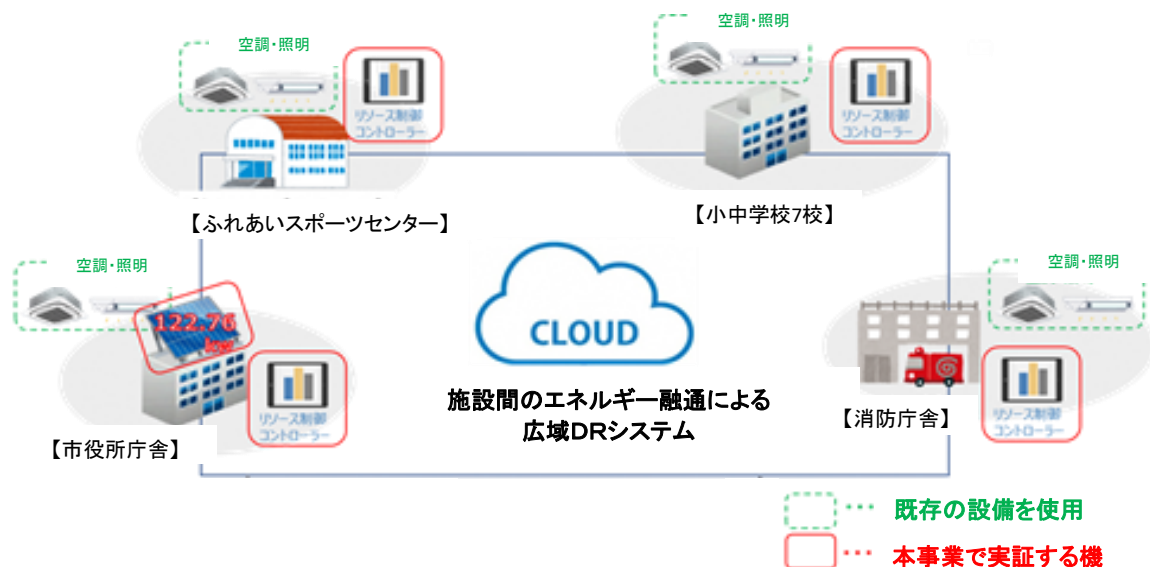 空調・照明
リソース制御
コントローラー
【ふれあいスポーツセンター】
空調・照明
リソース制御
コントローラー
【小中学校7校】
空調・照明
122.76
kw
リソース制御
コントローラー
【市役所庁舎】
CLOUD
施設間のエネルギー融通による
広域DRシステム
空調・照明
リソース制御
コントローラー
【消防庁舎】
･･･ 既存の設備を使用
･･･ 本事業で実証する機